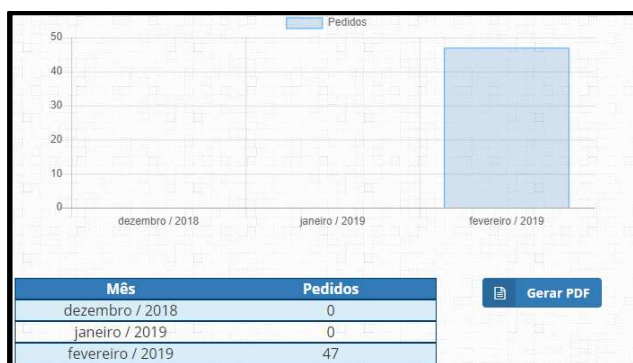 Pedidos
50
40
30
20
10
0
dezembro / 2018 janeiro / 2019 fevereiro / 2019
Mês Pedidos
dezembro / 2018 0
janeiro / 2019 0
fevereiro / 2019 47
Gerar PDF